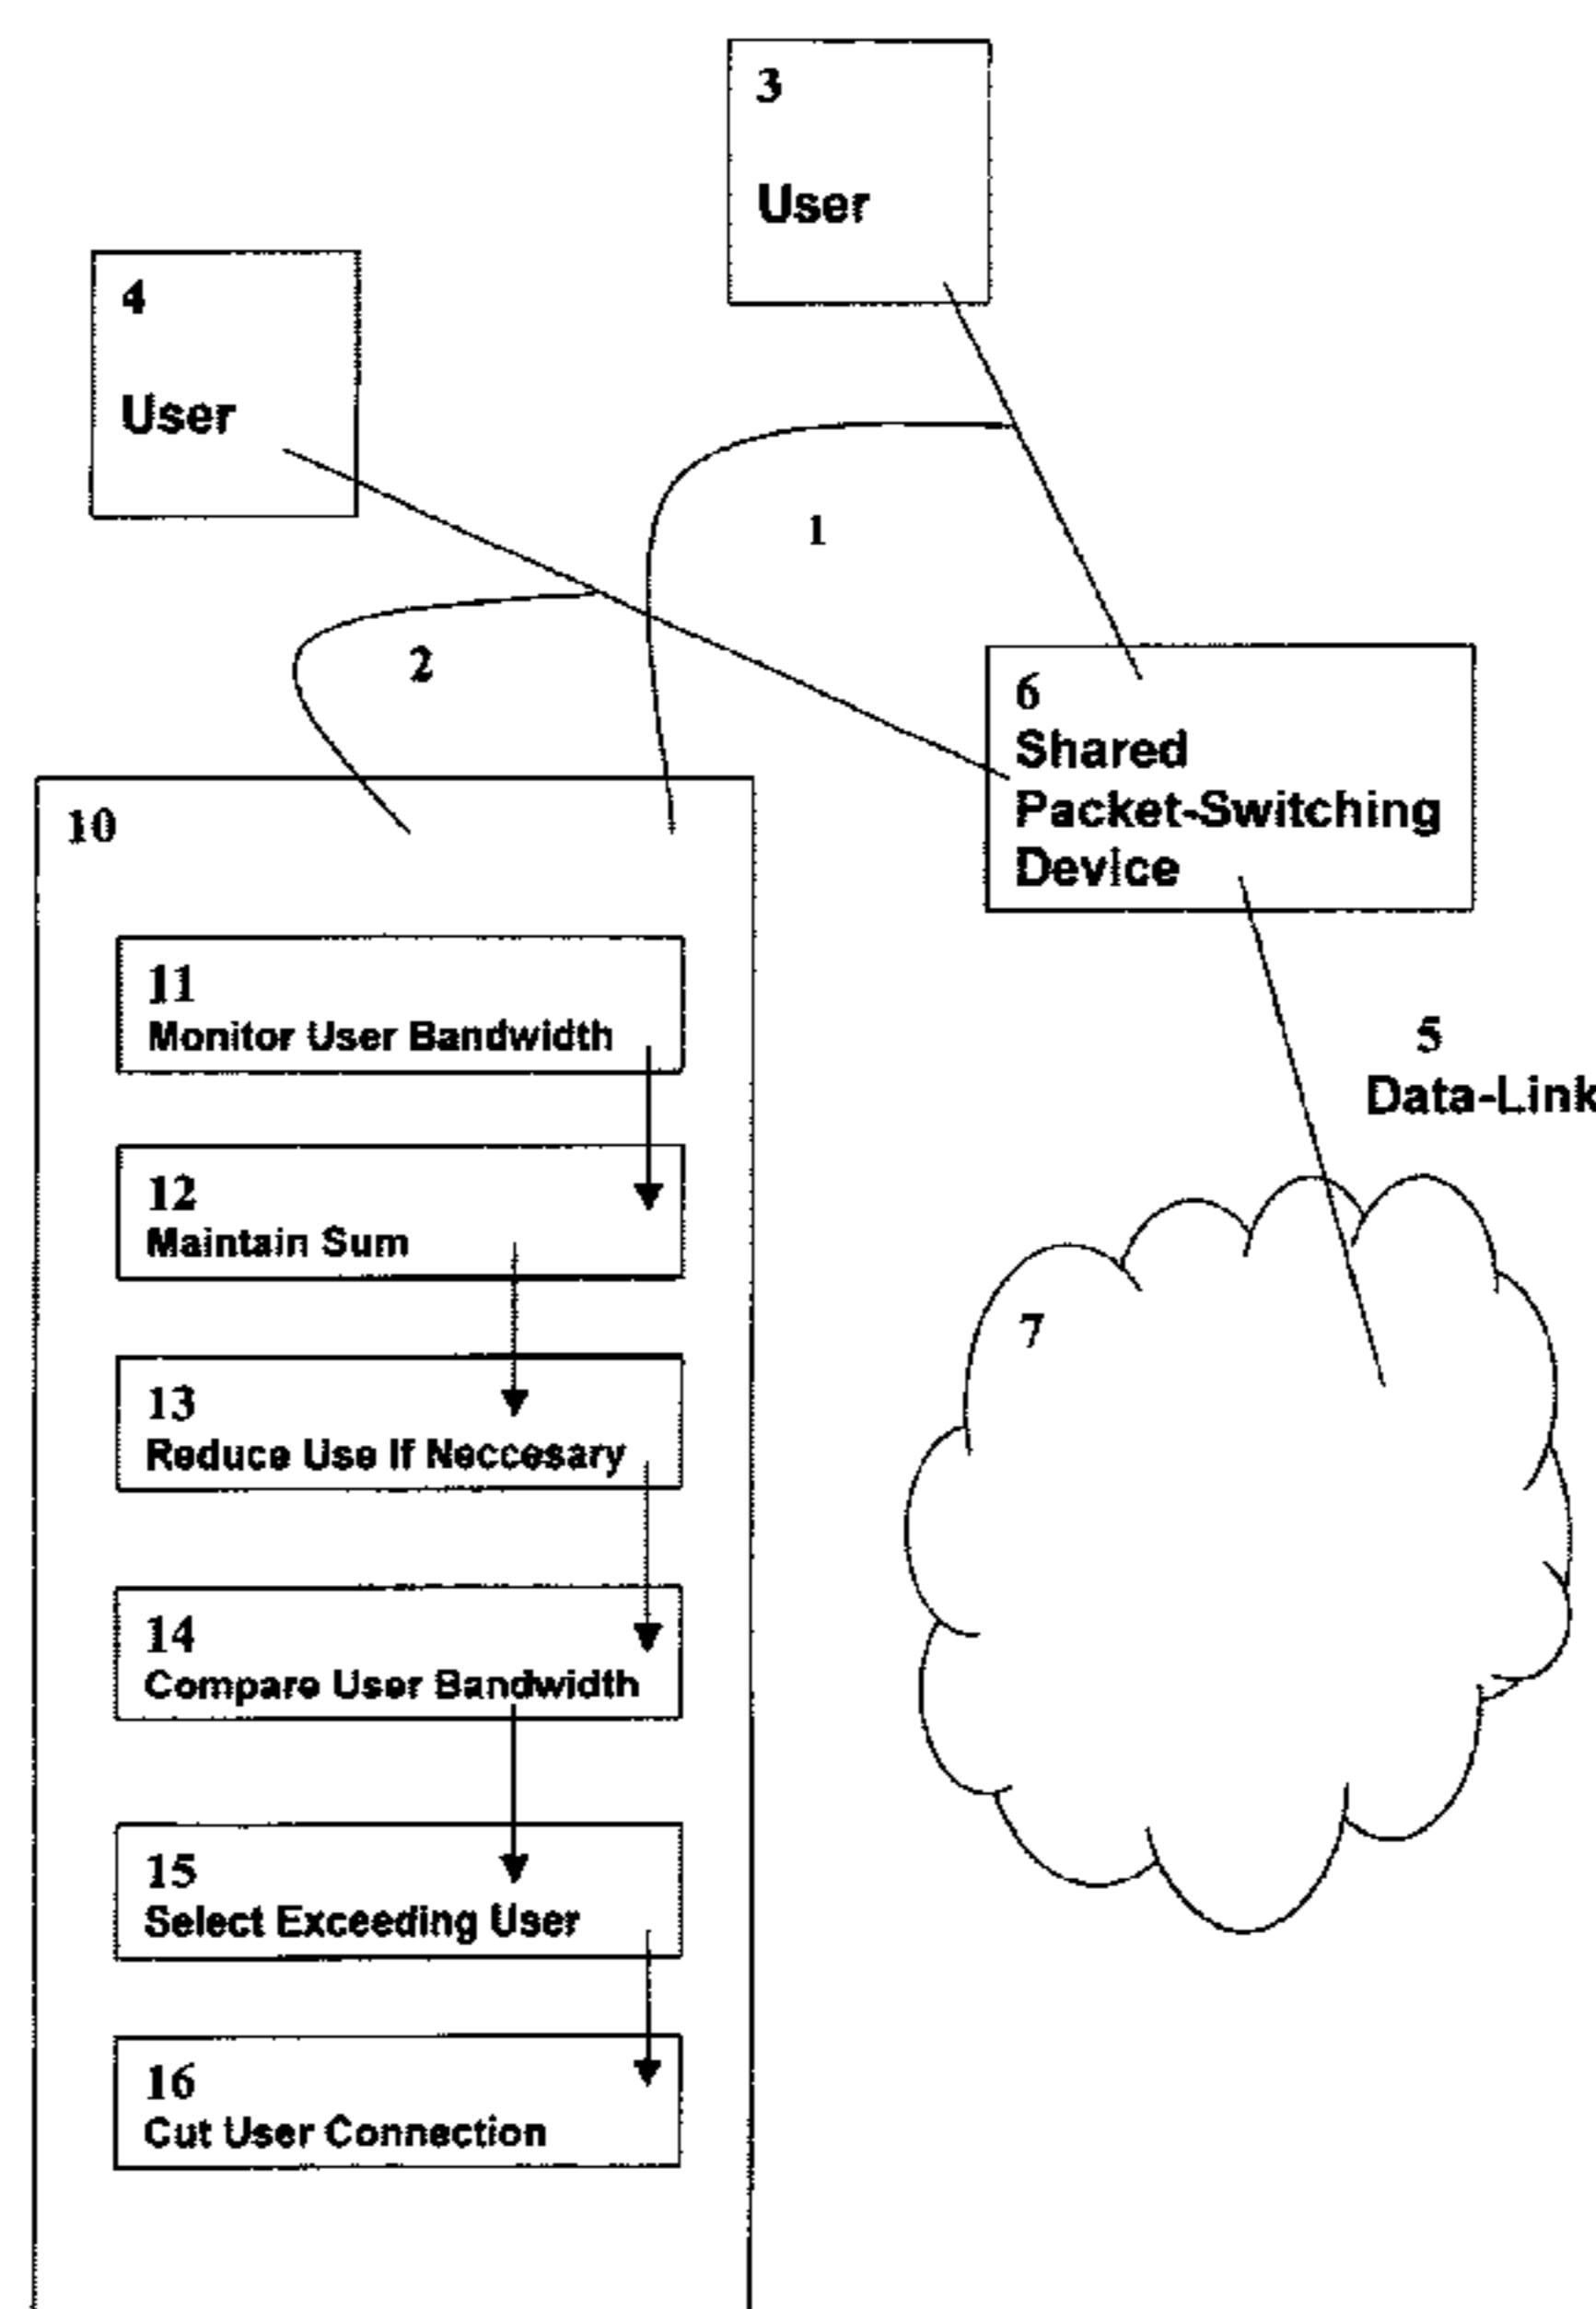 3
User
4
User
1
2
6
Shared
Packet-Switching
Device
10
11
Monitor User Bandwidth
5
Data-Link
12
Maintain Sum
7
13
Reduce Use If Neccesary
14
Compare User Bandwidth
15
Select Exceeding User
16
Cut User Connection